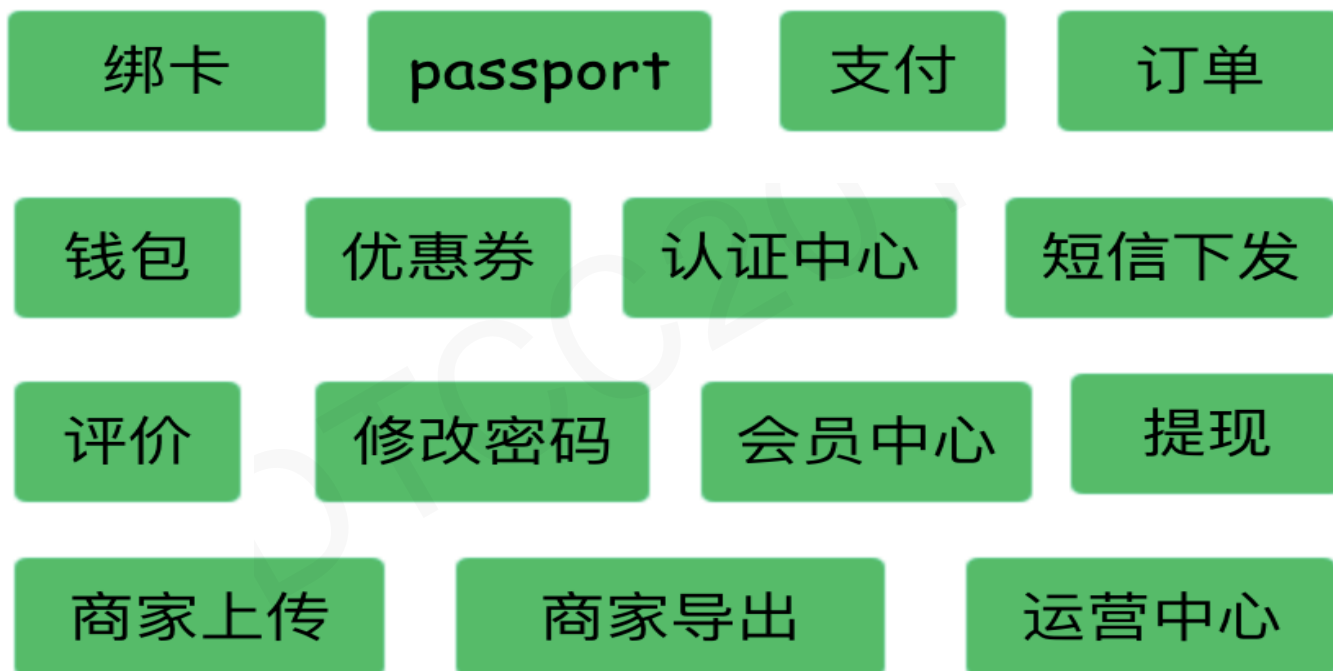 绑卡 passport 支付 订单
钱包 优惠券 认证中心 短信下发
评价 修改密码 会员中心 提现
商家上传 商家导出 运营中心